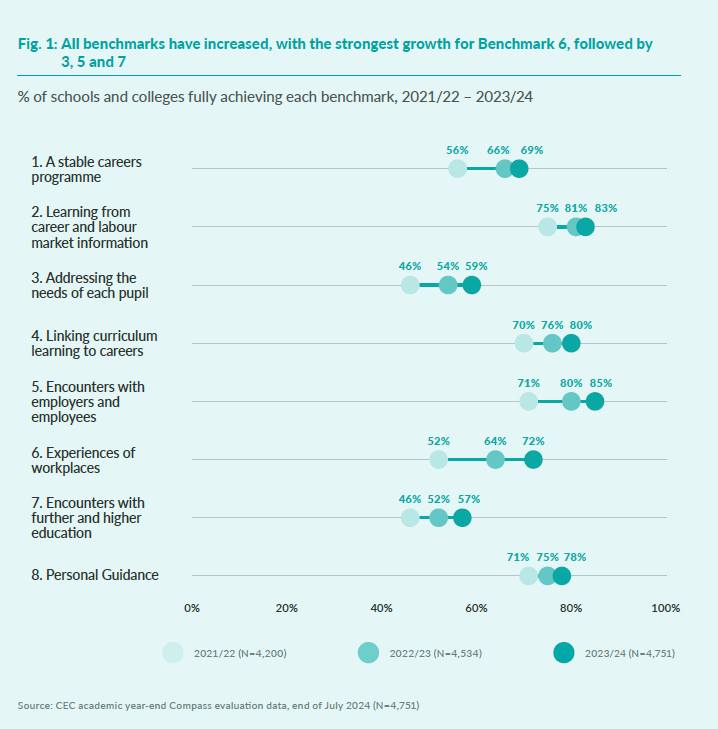 Fig. 1: All benchmarks have increased, with the strongest growth for Benchmark 6, followed by
3, 5 and 7
% of schools and colleges fully achieving each benchmark, 2021/22 – 2023/24
1. A stable careers
programme
56% 66% 69%
2. Learning from
career and labour
market information
75% 81% 83%
3. Addressing the
needs of each pupil
46% 54% 59%
4. Linking curriculum
learning to careers
70% 76% 80%
5. Encounters with
employers and
employees
71% 80% 85%
6. Experiences of
workplaces
52% 64% 72%
7. Encounters with
further and higher
education
46% 52% 57%
8. Personal Guidance
71% 75% 78%
0% 20% 40% 60% 80% 100%
2021/22 (N=4,200) 2022/23 (N=4,534) 2023/24 (N=4,751)
Source: CEC academic year-end Compass evaluation data, end of July 2024 (N=4,751)